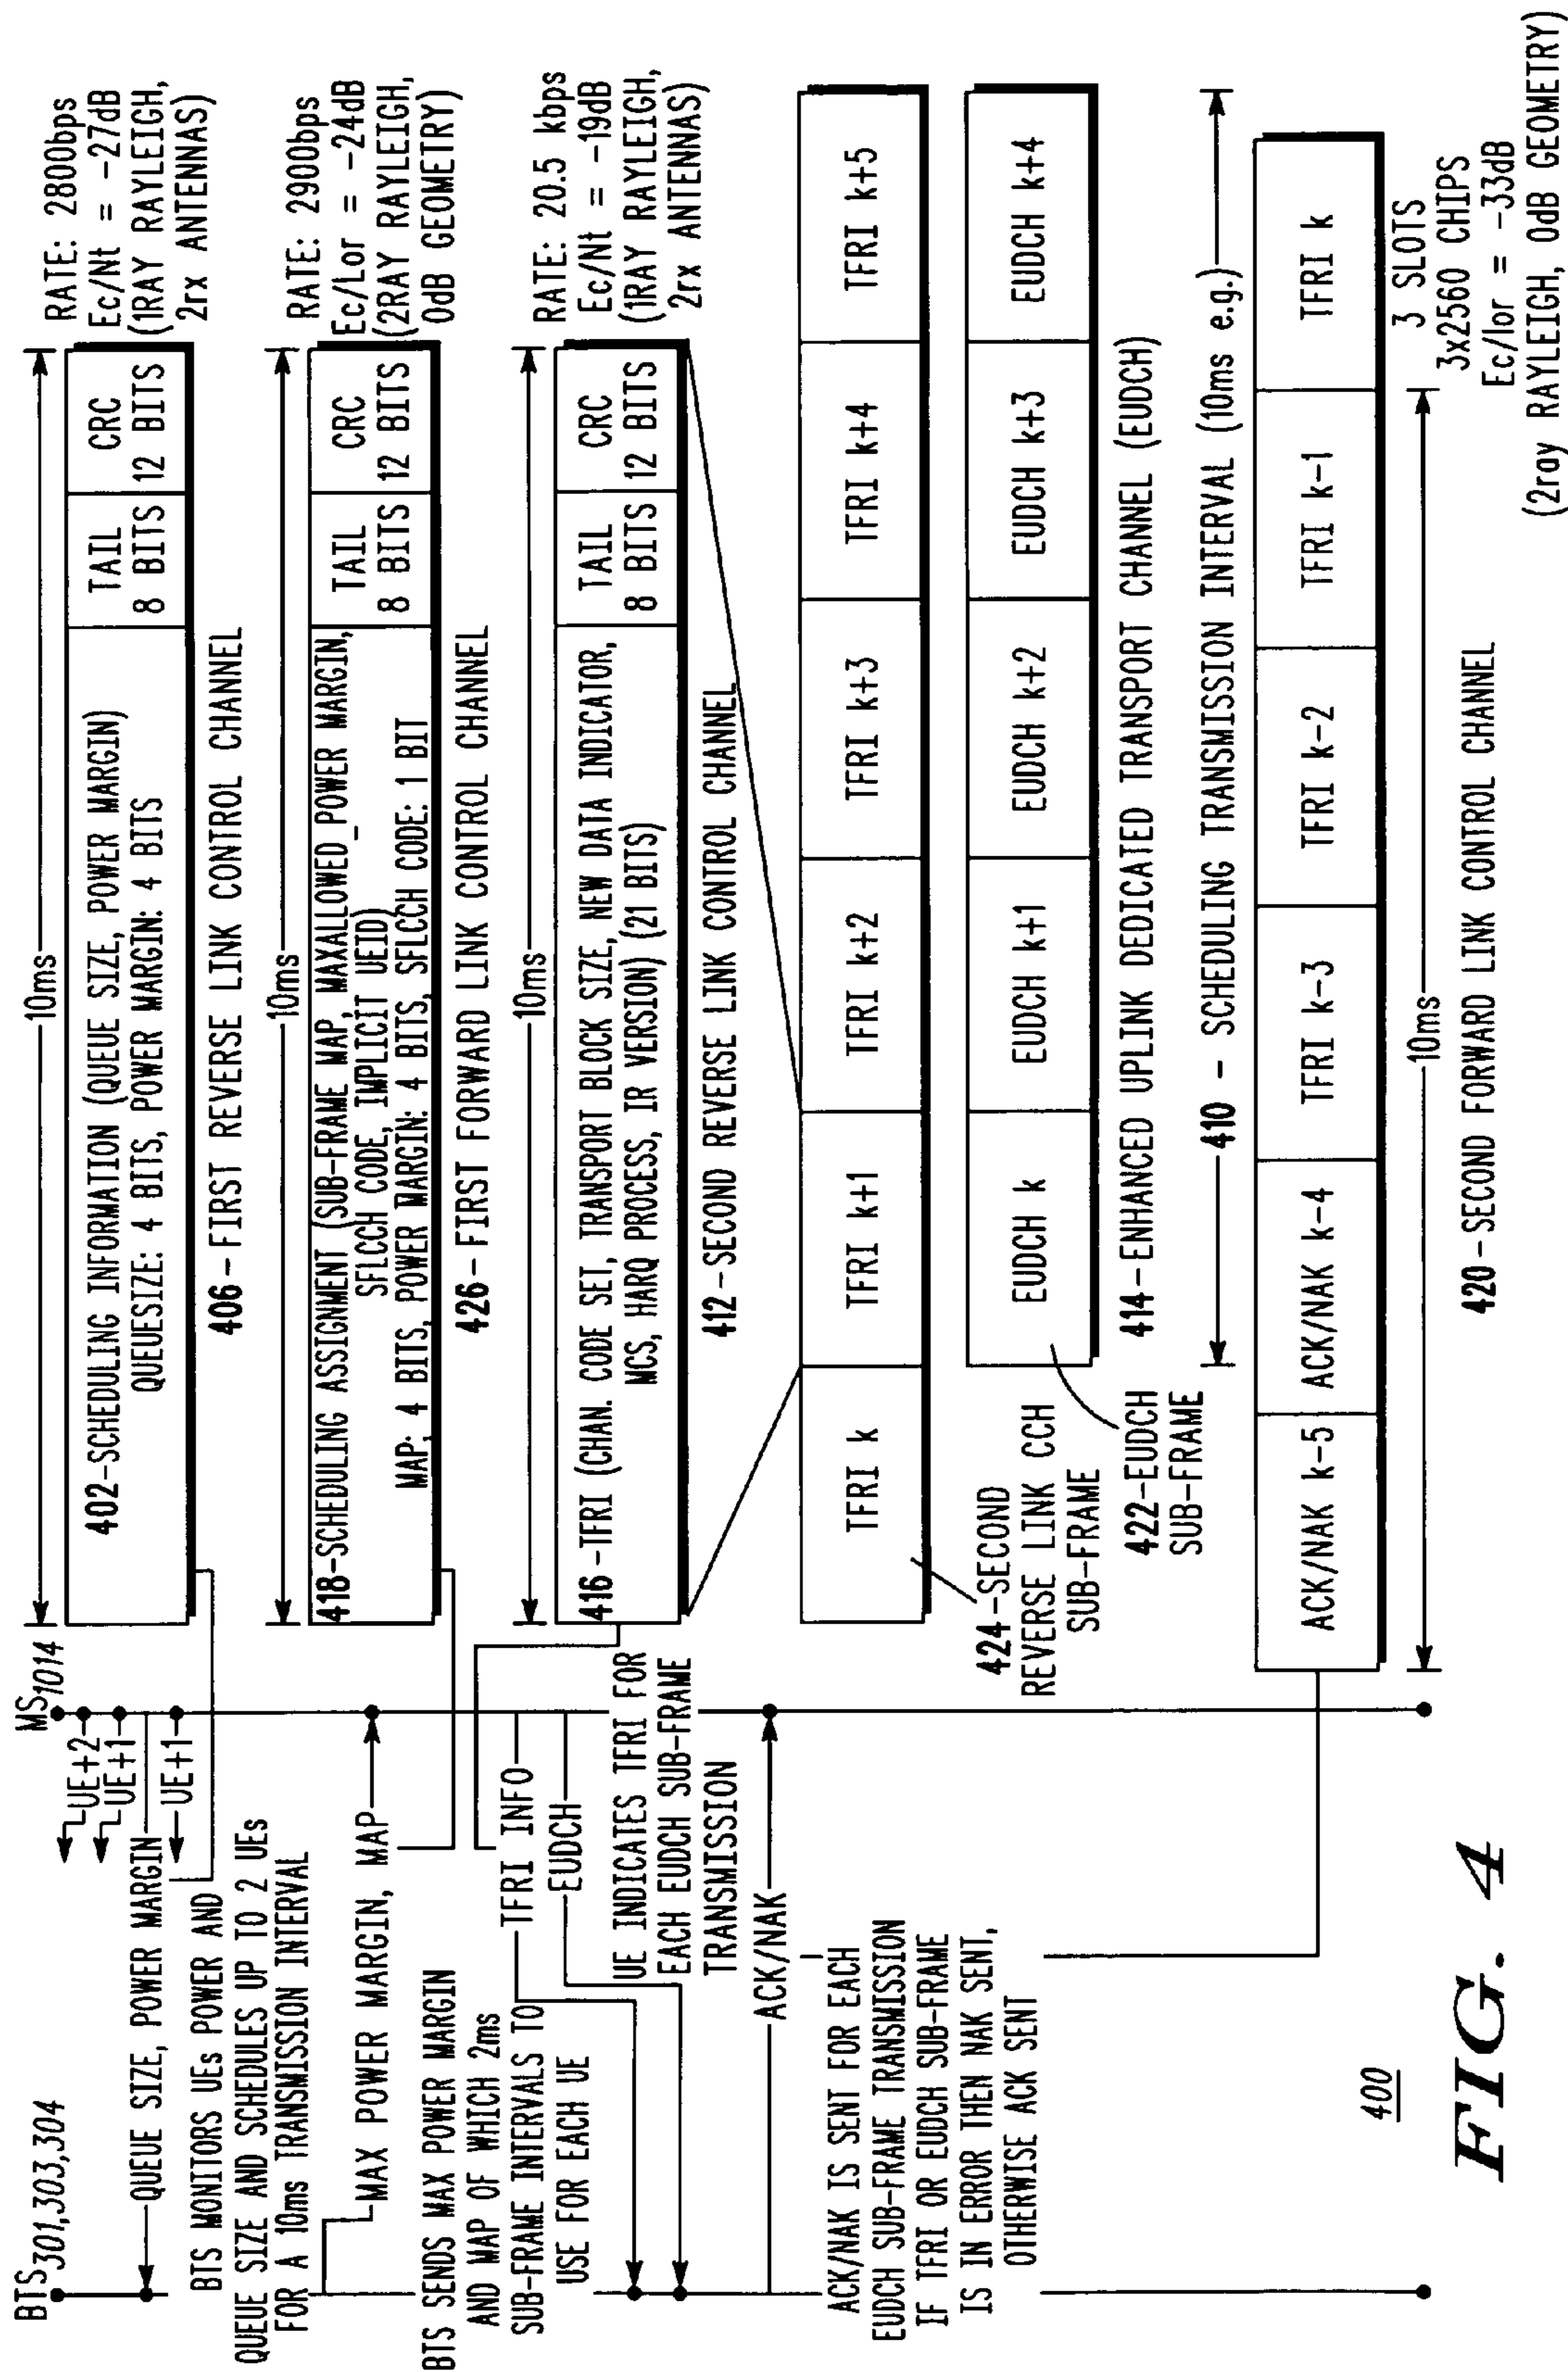 BTS 301,303,304
MS 1014
UE+2
UE+1
UE+1
QUEUE SIZE, POWER MARGIN
BTS MONITORS UEs POWER AND
QUEUE SIZE AND SCHEDULES UP TO 2 UEs
FOR A 10ms TRANSMISSION INTERVAL
MAX POWER MARGIN, MAP
BTS SENDS MAX POWER MARGIN
AND MAP OF WHICH 2ms
SUB-FRAME INTERVALS TO
USE FOR EACH UE
TFRI INFO
EUDCH
UE INDICATES TFRI FOR
EACH EUDCH SUB-FRAME
TRANSMISSION
ACK/NAK
ACK/NAK IS SENT FOR EACH
EUDCH SUB-FRAME TRANSMISSION
IF TFRI OR EUDCH SUB-FRAME
IS IN ERROR THEN NAK SENT,
OTHERWISE ACK SENT
10ms
402-SCHEDULING INFORMATION (QUEUE SIZE, POWER MARGIN)
QUEUESIZE: 4 BITS, POWER MARGIN: 4 BITS
TAIL
8 BITS
CRC
12 BITS
RATE: 2800bps
Ec/Nt = -27dB
(1RAY RAYLEIGH,
2rx ANTENNAS)
406-FIRST REVERSE LINK CONTROL CHANNEL
10ms
418-SCHEDULING ASSIGNMENT (SUB-FRAME MAP, MAXALLOWED_POWER MARGIN,
SFLCCH CODE, IMPLICIT UEID)
MAP: 4 BITS, POWER MARGIN: 4 BITS, SFLCCH CODE: 1 BIT
TAIL
8 BITS
CRC
12 BITS
RATE: 2900bps
Ec/Lor = -24dB
(2RAY RAYLEIGH,
0dB GEOMETRY)
426-FIRST FORWARD LINK CONTROL CHANNEL
10ms
416-TFRI (CHAN. CODE SET, TRANSPORT BLOCK SIZE, NEW DATA INDICATOR,
MCS, HARQ PROCESS, IR VERSION) (21 BITS)
TAIL
8 BITS
CRC
12 BITS
RATE: 20.5 kbps
Ec/Nt = -19dB
(1RAY RAYLEIGH,
2rx ANTENNAS)
412-SECOND REVERSE LINK CONTROL CHANNEL
TFRI k
TFRI k+1
TFRI k+2
TFRI k+3
TFRI k+4
TFRI k+5
424-SECOND
REVERSE LINK CCH
SUB-FRAME
EUDCH k
EUDCH k+1
EUDCH k+2
EUDCH k+3
EUDCH k+4
422-EUDCH
SUB-FRAME
414-ENHANCED UPLINK DEDICATED TRANSPORT CHANNEL (EUDCH)
410 - SCHEDULING TRANSMISSION INTERVAL (10ms e.g.)
ACK/NAK k-5
ACK/NAK k-4
TFRI k-3
TFRI k-2
TFRI k-1
TFRI k
10ms
3 SLOTS
3x2560 CHIPS
Ec/Ior = -33dB
(2ray RAYLEIGH, 0dB GEOMETRY)
420-SECOND FORWARD LINK CONTROL CHANNEL
400
FIG. 4